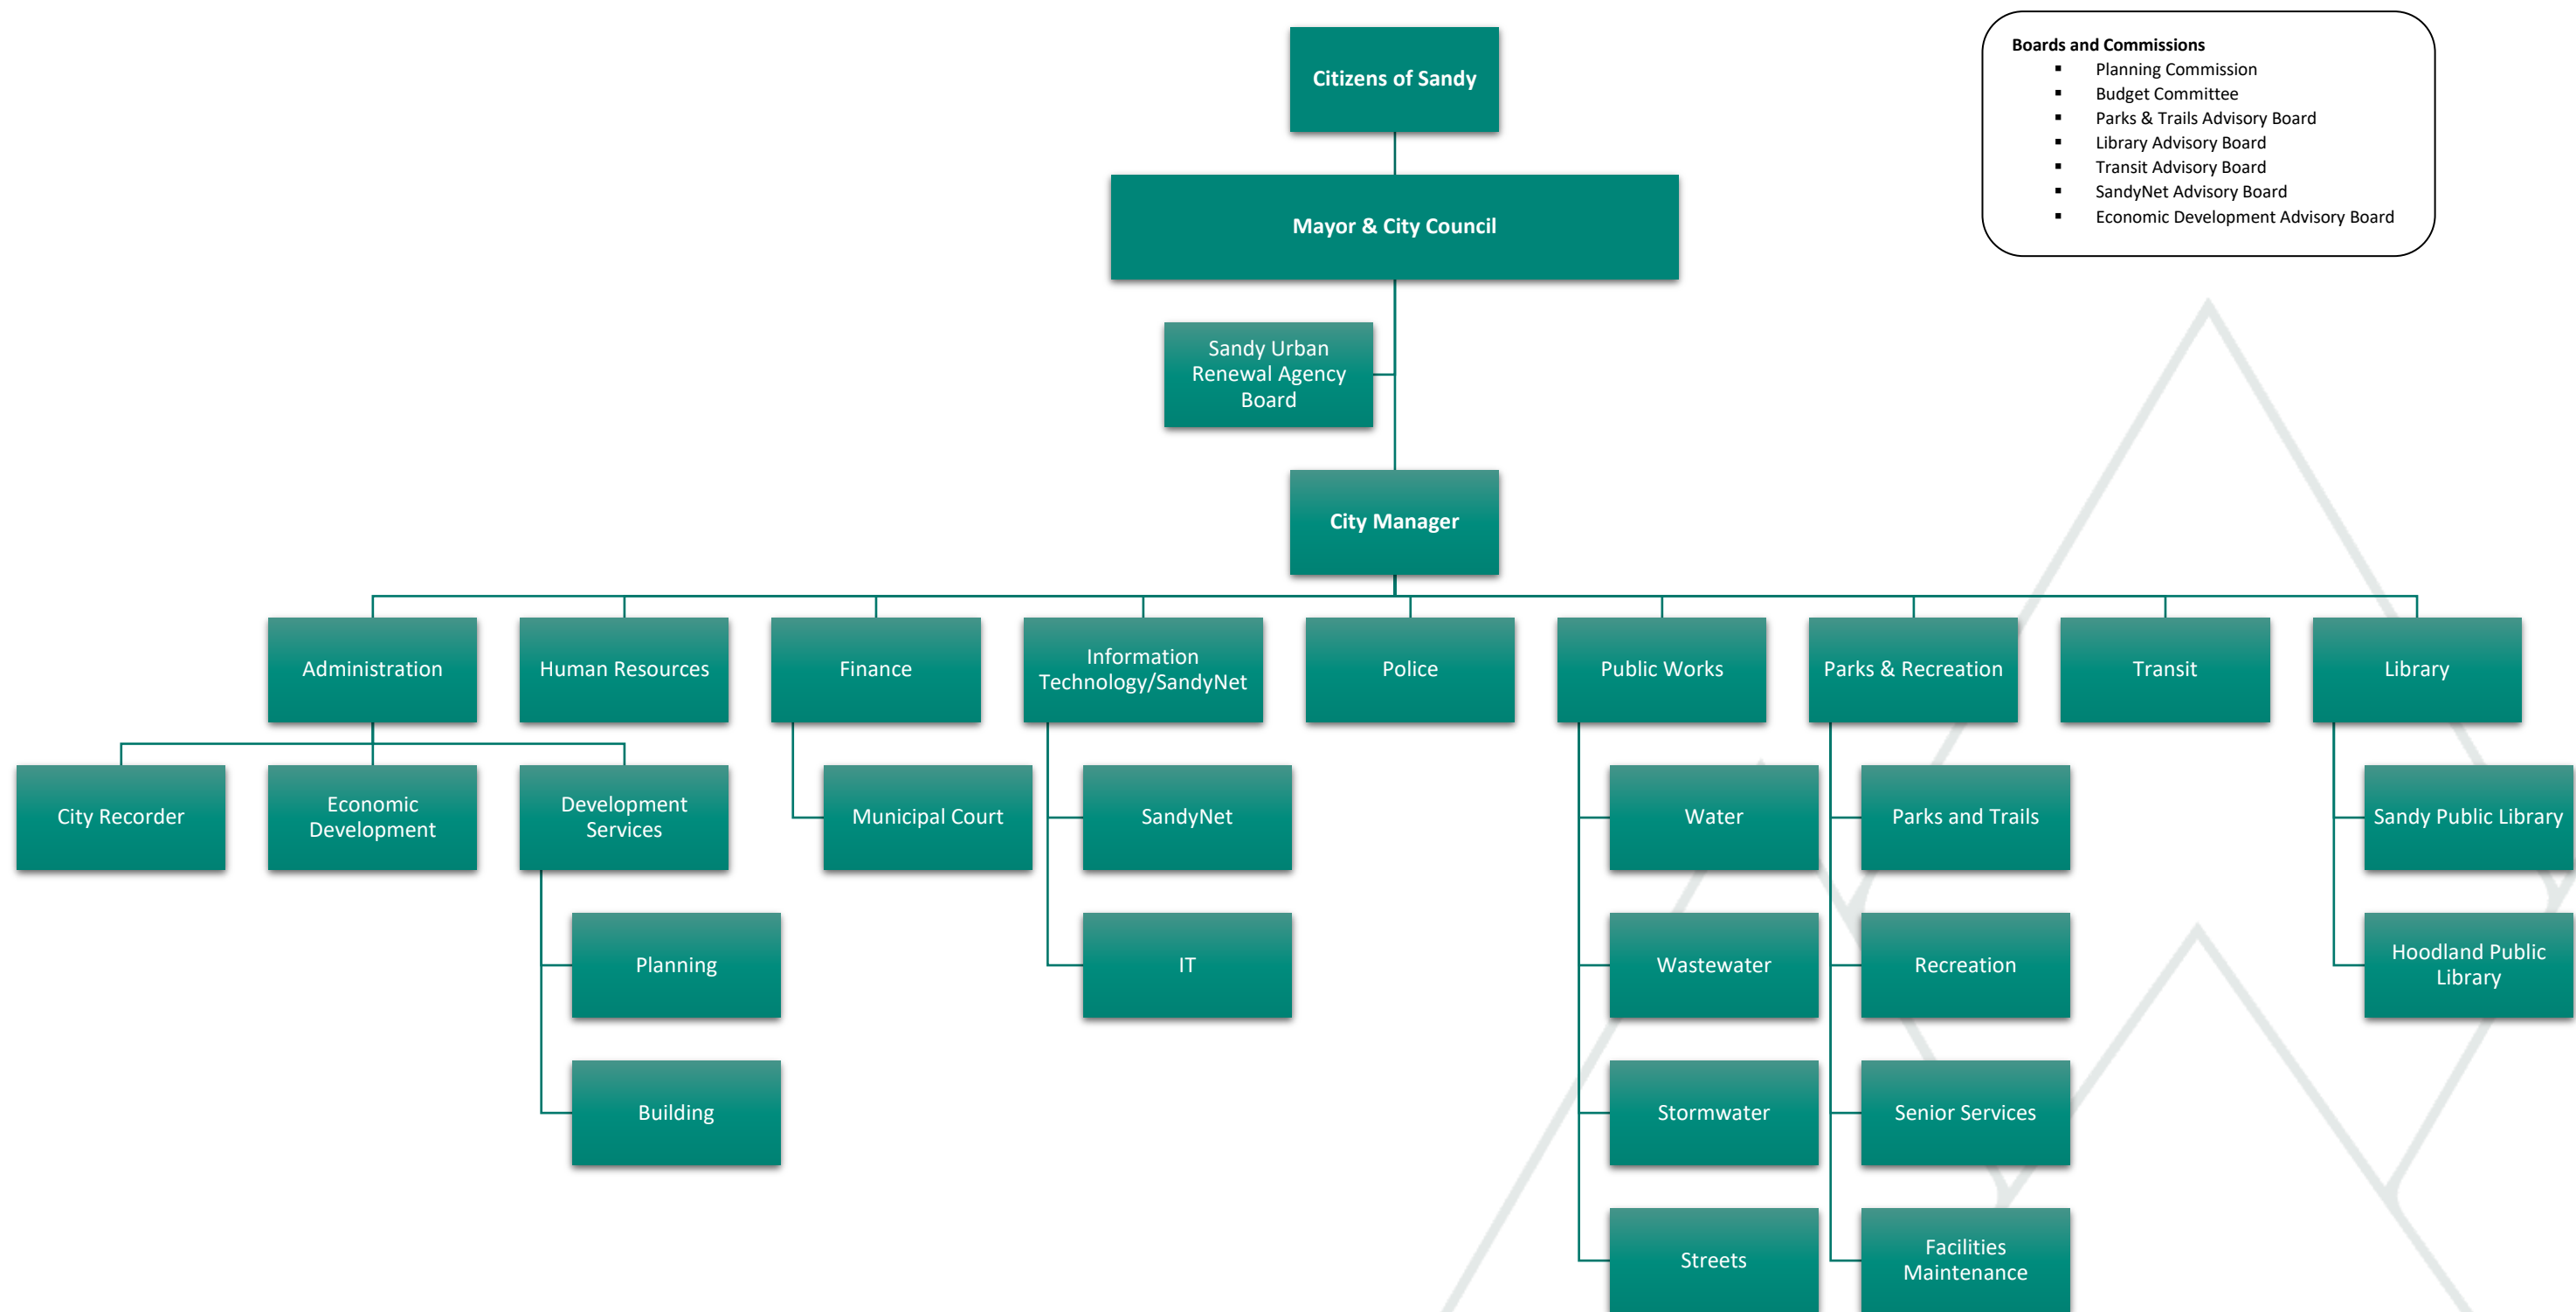 Citizens of Sandy
Boards and Commissions
▪ Planning Commission
▪ Budget Committee
▪ Parks & Trails Advisory Board
▪ Library Advisory Board
▪ Transit Advisory Board
▪ SandyNet Advisory Board
▪ Economic Development Advisory Board
Mayor & City Council
Sandy Urban
Renewal Agency
Board
City Manager
Administration
Human Resources
Finance
Information
Technology/SandyNet
Police
Public Works
Parks & Recreation
Transit
Library
City Recorder
Economic
Development
Development
Services
Municipal Court
SandyNet
Water
Parks and Trails
Sandy Public Library
Planning
IT
Wastewater
Recreation
Hoodland Public
Library
Building
Stormwater
Senior Services
Streets
Facilities
Maintenance